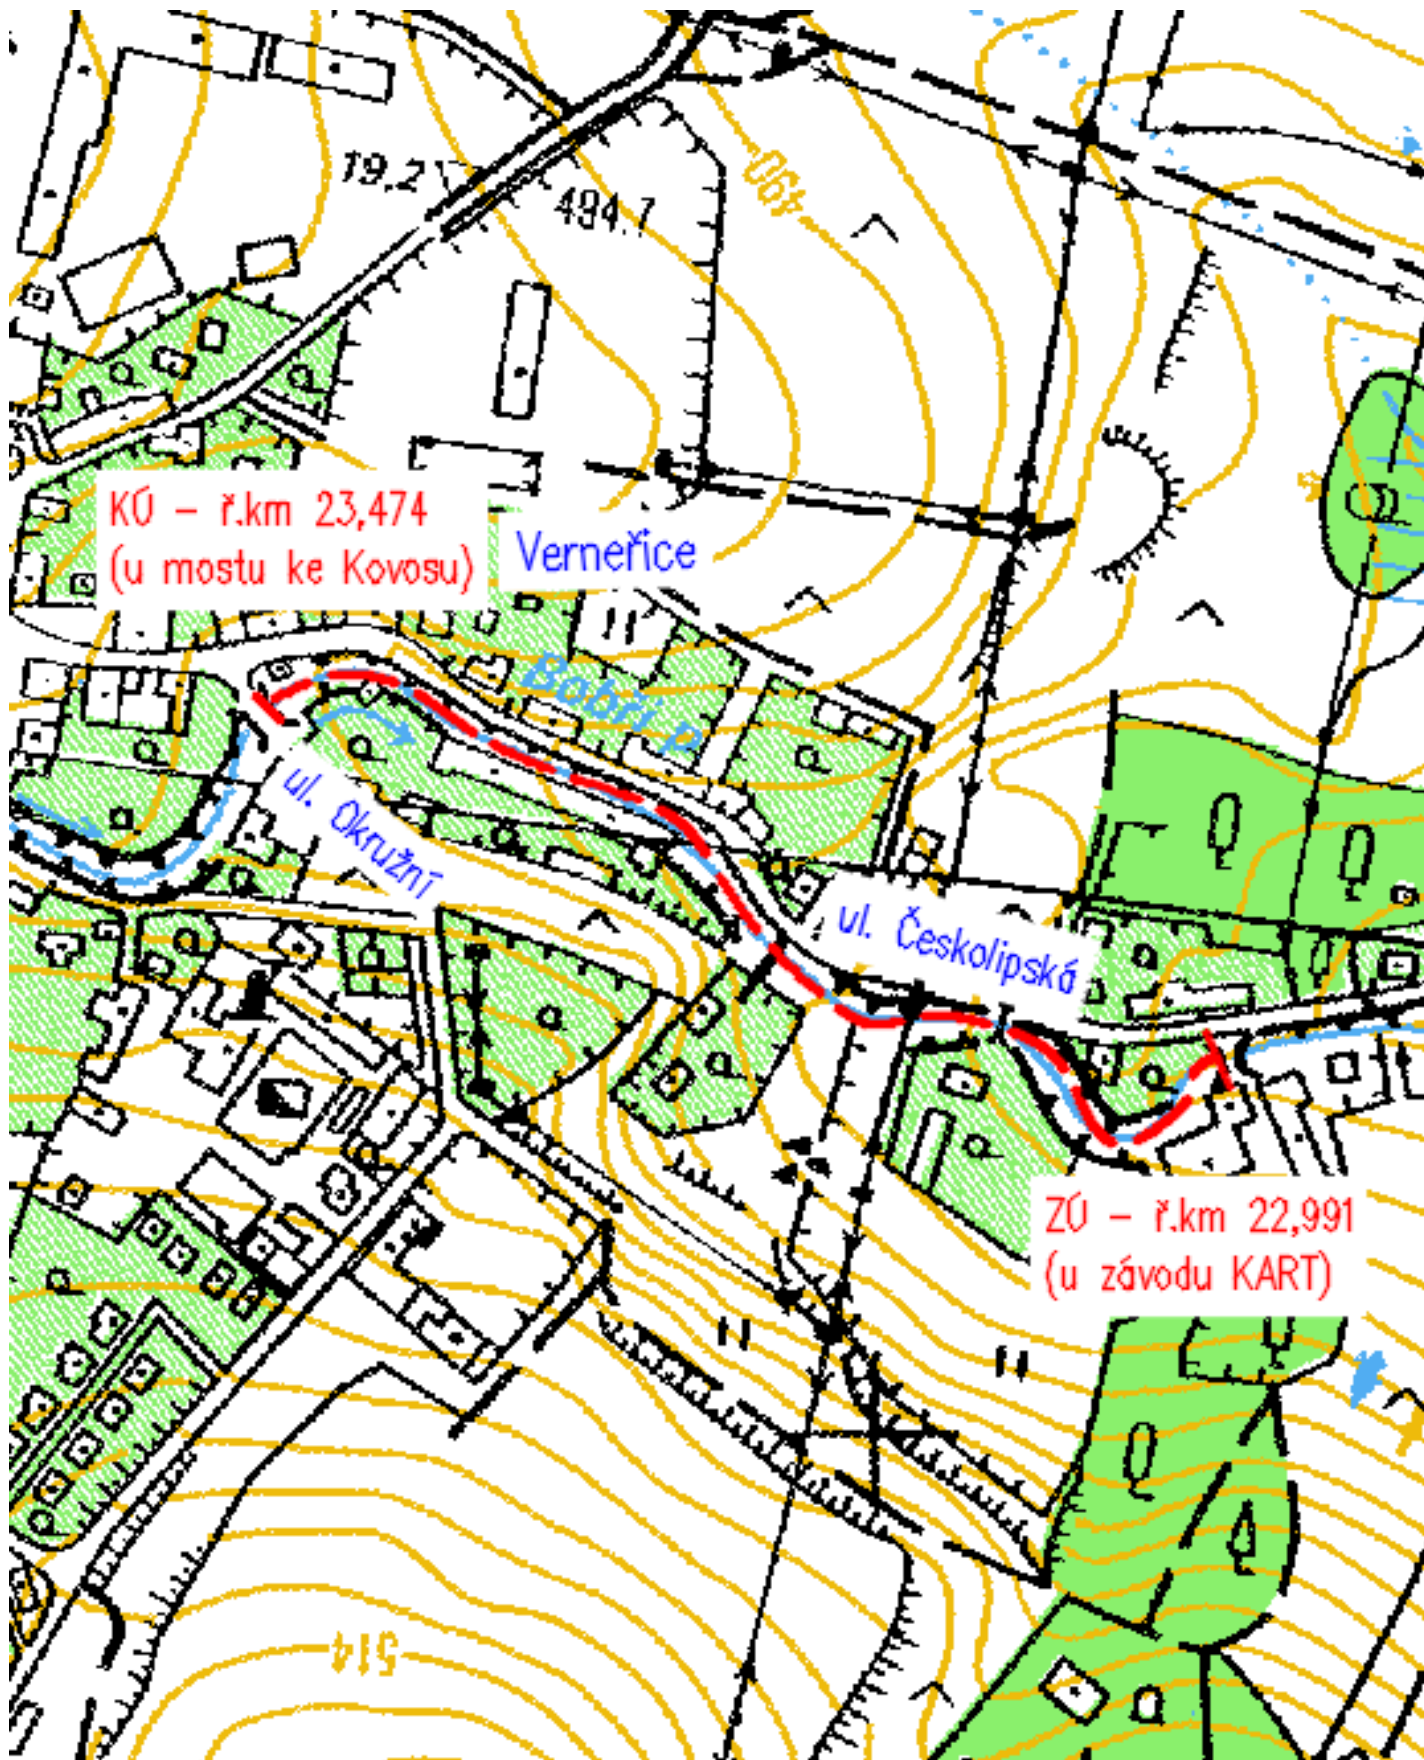 19.2
494.7
490
KÚ – ř.km 23,474
(u mostu ke Kovosu)
Verneřice
Bobří p
ul. Okružní
ul. Českolipská
ZÚ – ř.km 22,991
(u závodu KART)
514